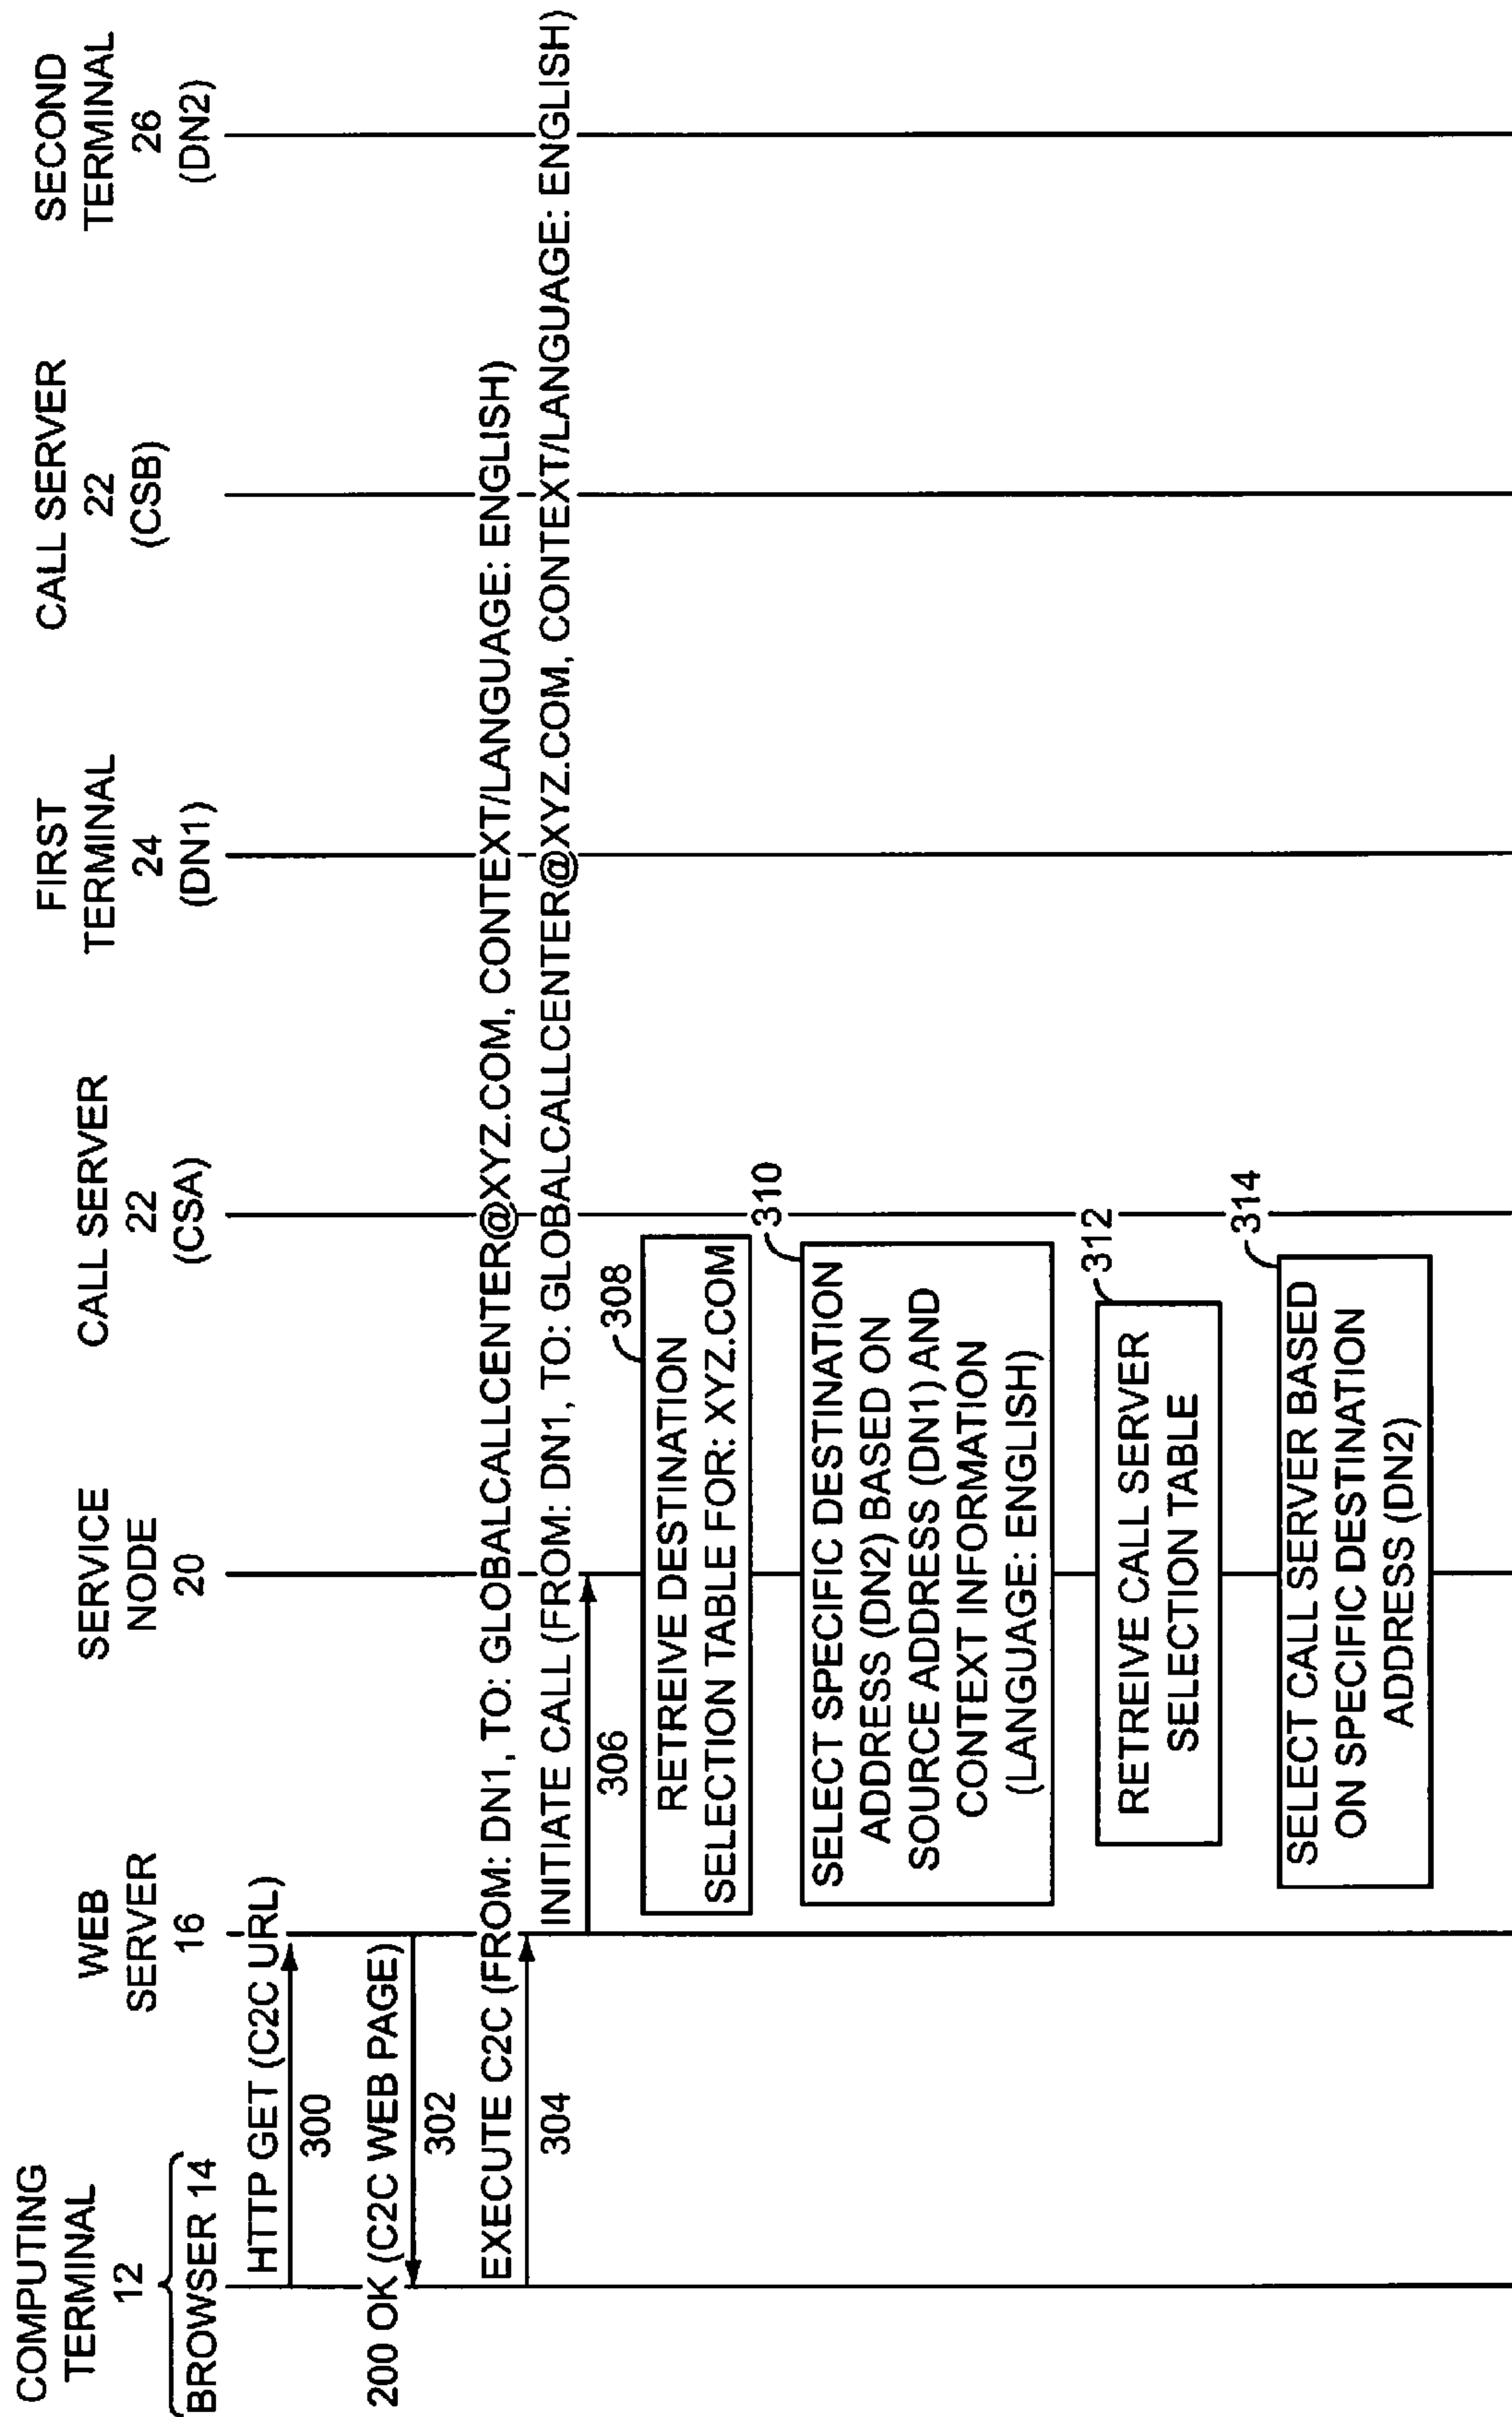 COMPUTING
TERMINAL
12
BROWSER 14
WEB
SERVER
16
SERVICE
NODE
20
CALL SERVER
22
(CSA)
FIRST
TERMINAL
24
(DN1)
CALL SERVER
22
(CSB)
SECOND
TERMINAL
26
(DN2)
HTTP GET (C2C URL)
300
200 OK (C2C WEB PAGE)
302
EXECUTE C2C (FROM: DN1, TO: GLOBALCALLCENTER@XYZ.COM, CONTEXT/LANGUAGE: ENGLISH)
304
INITIATE CALL (FROM: DN1, TO: GLOBALCALLCENTER@XYZ.COM, CONTEXT/LANGUAGE: ENGLISH)
306
308
RETREIVE DESTINATION
SELECTION TABLE FOR: XYZ.COM
310
SELECT SPECIFIC DESTINATION
ADDRESS (DN2) BASED ON
SOURCE ADDRESS (DN1) AND
CONTEXT INFORMATION
(LANGUAGE: ENGLISH)
312
RETREIVE CALL SERVER
SELECTION TABLE
314
SELECT CALL SERVER BASED
ON SPECIFIC DESTINATION
ADDRESS (DN2)